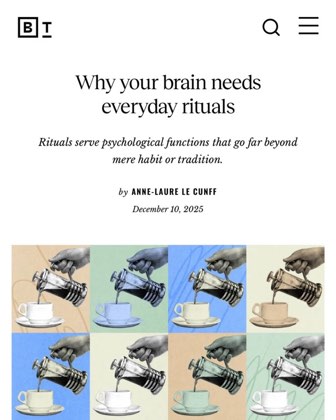 B T
Why your brain needs
everyday rituals
Rituals serve psychological functions that go far beyond
mere habit or tradition.
by ANNE-LAURE LE CUNFF
December 10, 2025